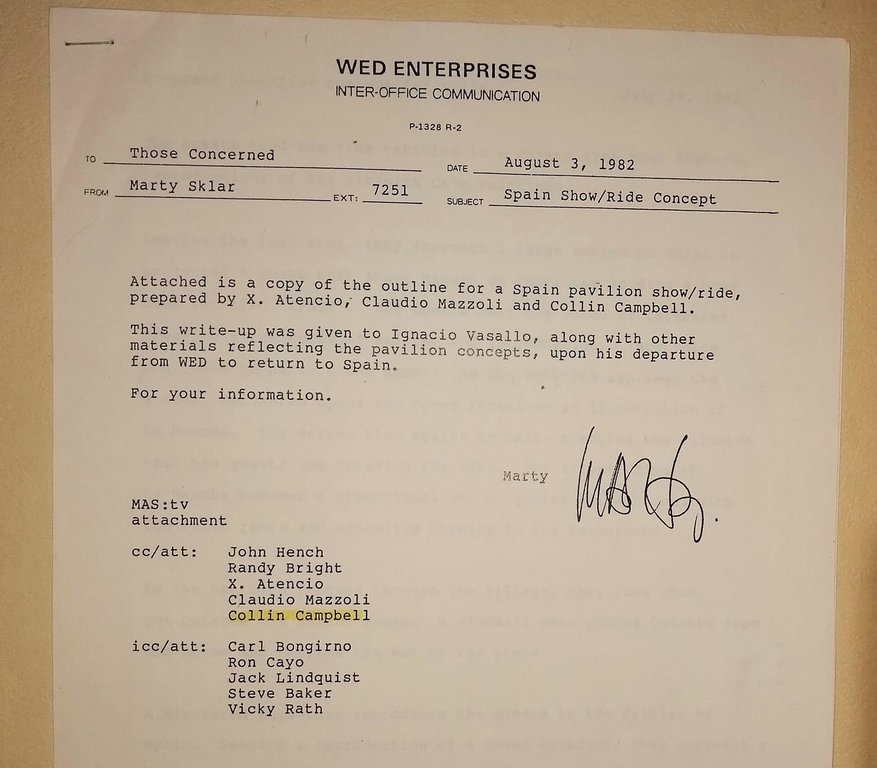 WED ENTERPRISES
INTER-OFFICE COMMUNICATION
P-1328 R-2
TO Those Concerned DATE August 3, 1982
FROM Marty Sklar EXT: 7251 SUBJECT Spain Show/Ride Concept
Attached is a copy of the outline for a Spain pavilion show/ride,
prepared by X. Atencio, Claudio Mazzoli and Collin Campbell.
This write-up was given to Ignacio Vasallo, along with other
materials reflecting the pavilion concepts, upon his departure
from WED to return to Spain.
For your information.
Marty Marty
MAS:tv
attachment
cc/att: John Hench
Randy Bright
X. Atencio
Claudio Mazzoli
Collin Campbell
icc/att: Carl Bongirno
Ron Cayo
Jack Lindquist
Steve Baker
Vicky Rath